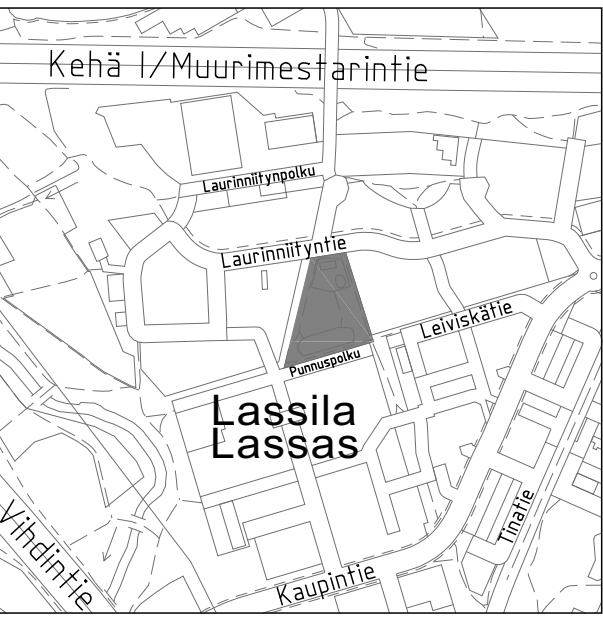 Kehä I/Muurimestarintie
Laurinniitynpolku
Laurinniityntie
Leiviskätie
Punnuspolku
Lassila
Lassas
Tinatie
Vihdintie
Kaupintie